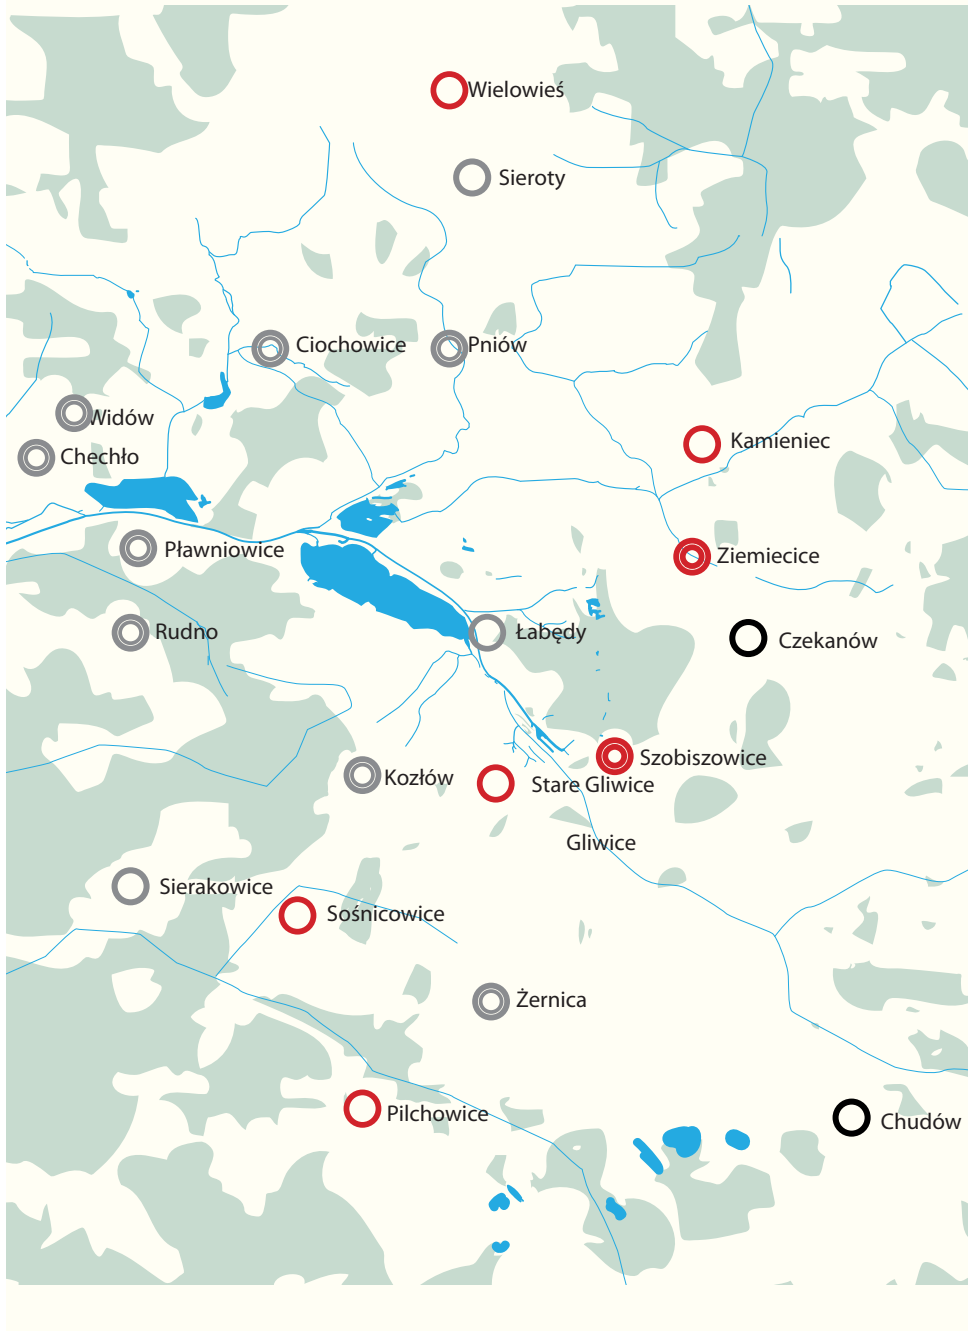 Wielowieś
Sieroty
Ciochowice
Pniów
Widów
Kamieniec
Chechło
Pławniowice
Ziemiecice
Rudno
Łabędy
Czekanów
Szobiszowice
Kozłów
Stare Gliwice
Gliwice
Sierakowice
Sośnicowice
Żernica
Pilchowice
Chudów